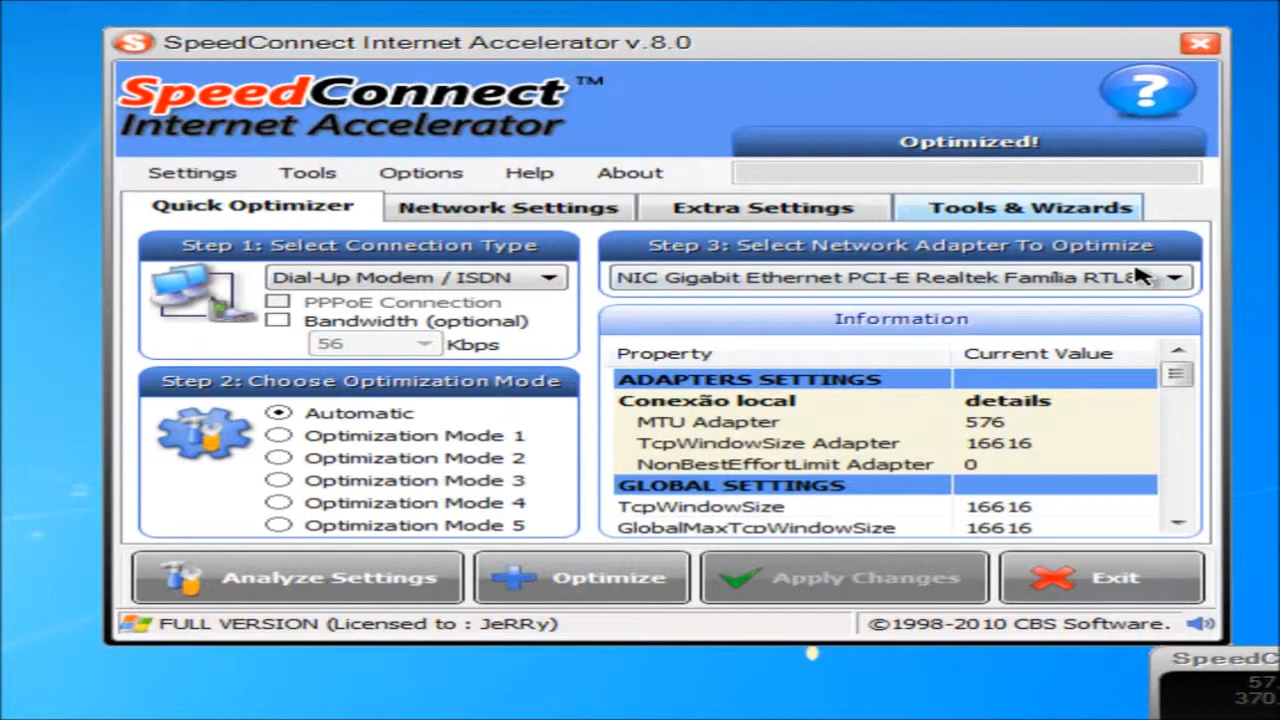 SpeedConnect Internet Accelerator v.8.0
SpeedConnect™
Internet Accelerator
Optimized!
Settings Tools Options Help About
Quick Optimizer Network Settings Extra Settings Tools & Wizards
Step 1: Select Connection Type
Dial-Up Modem / ISDN
PPPoE Connection
Bandwidth (optional)
56 Kbps
Step 2: Choose Optimization Mode
Automatic
Optimization Mode 1
Optimization Mode 2
Optimization Mode 3
Optimization Mode 4
Optimization Mode 5
Step 3: Select Network Adapter To Optimize
NIC Gigabit Ethernet PCI-E Realtek Família
Information
Property Current Value
ADAPTERS SETTINGS
Conexão local details
MTU Adapter 576
TcpWindowSize Adapter 16616
NonBestEffortLimit Adapter 0
GLOBAL SETTINGS
TcpWindowSize 16616
GlobalMaxTcpWindowSize 16616
Analyze Settings Optimize Apply Changes Exit
FULL VERSION (Licensed to : JeRRy) ©1998-2010 CBS Software.